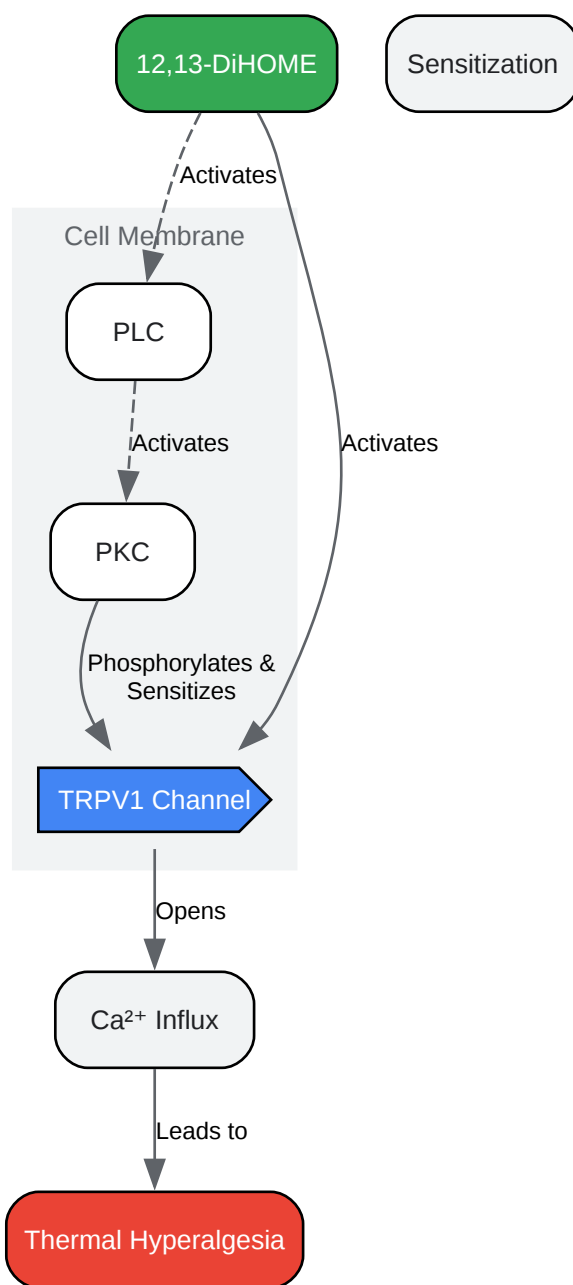 12,13-DiHOME
Sensitization
Activates
Cell Membrane
PLC
Activates
Activates
PKC
Phosphorylates &
Sensitizes
TRPV1 Channel
Opens
Ca²⁺ Influx
Leads to
Thermal Hyperalgesia